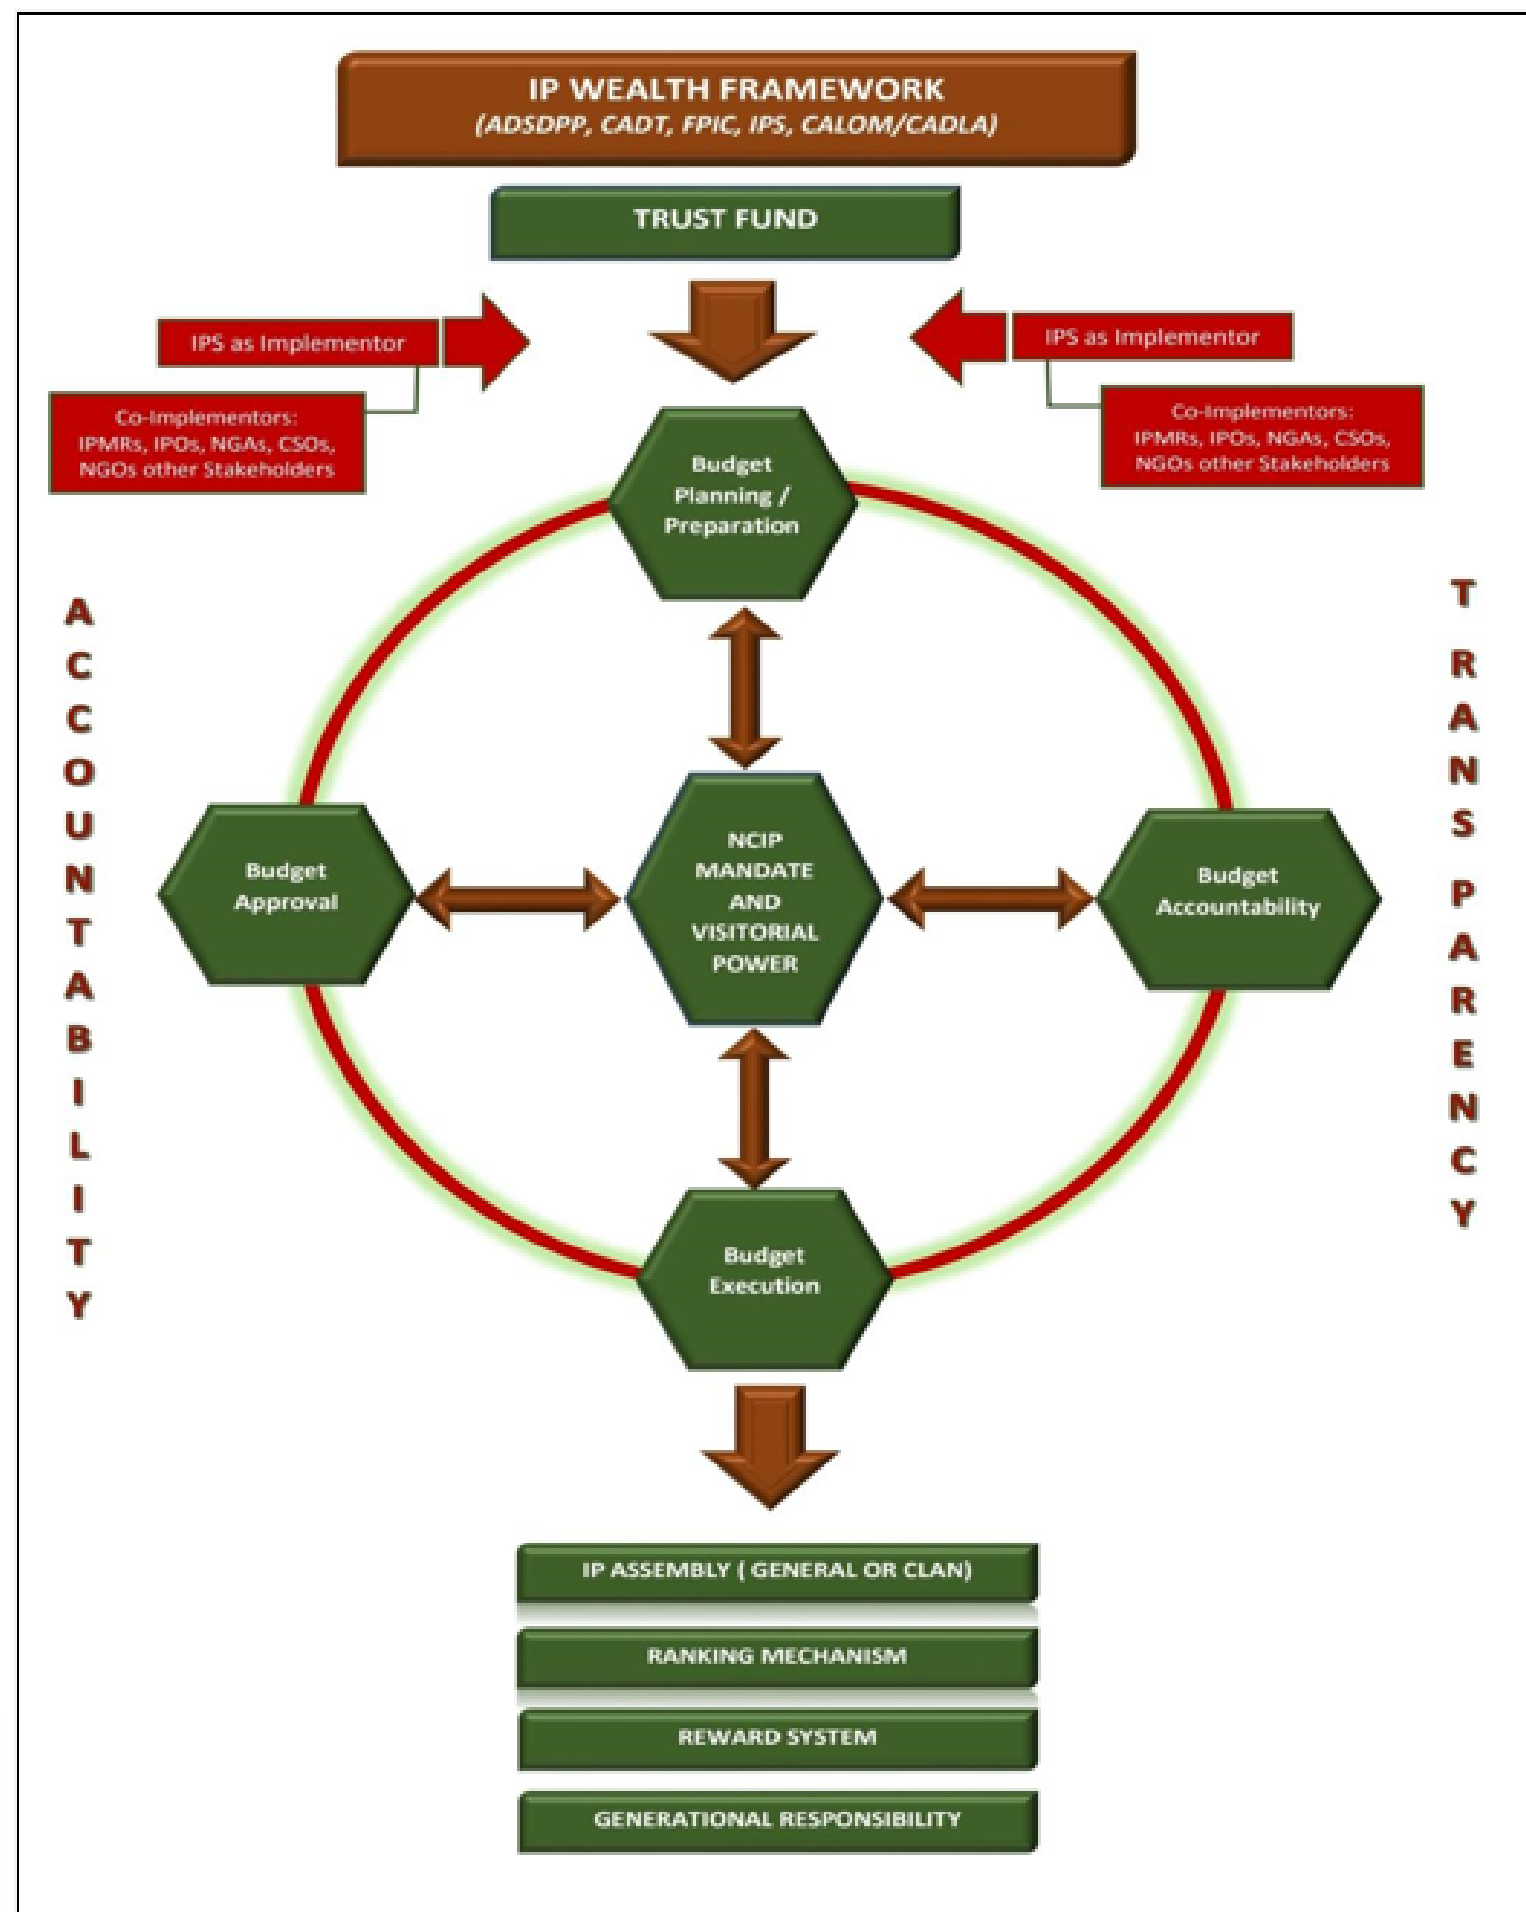 IP WEALTH FRAMEWORK
(ADSDPP, CADT, FPIC, IPS, CALOM/CADLA)
TRUST FUND
IPS as Implementor
IPS as Implementor
Co-Implementors:
IPMRs, IPOs, NGAs, CSOs,
NGOs other Stakeholders
Co-Implementors:
IPMRs, IPOs, NGAs, CSOs,
NGOs other Stakeholders
Budget
Planning /
Preparation
ACCOUNTABILITY
TRANSPARENCY
Budget
Approval
NCIP
MANDATE
AND
VISITORIAL
POWER
Budget
Accountability
Budget
Execution
IP ASSEMBLY ( GENERAL OR CLAN)
RANKING MECHANISM
REWARD SYSTEM
GENERATIONAL RESPONSIBILITY